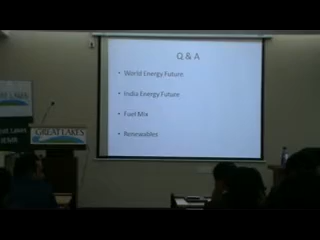 Q & A
• World Energy Future
• India Energy Future
• Fuel Mix
• Renewables
GREAT LAKES